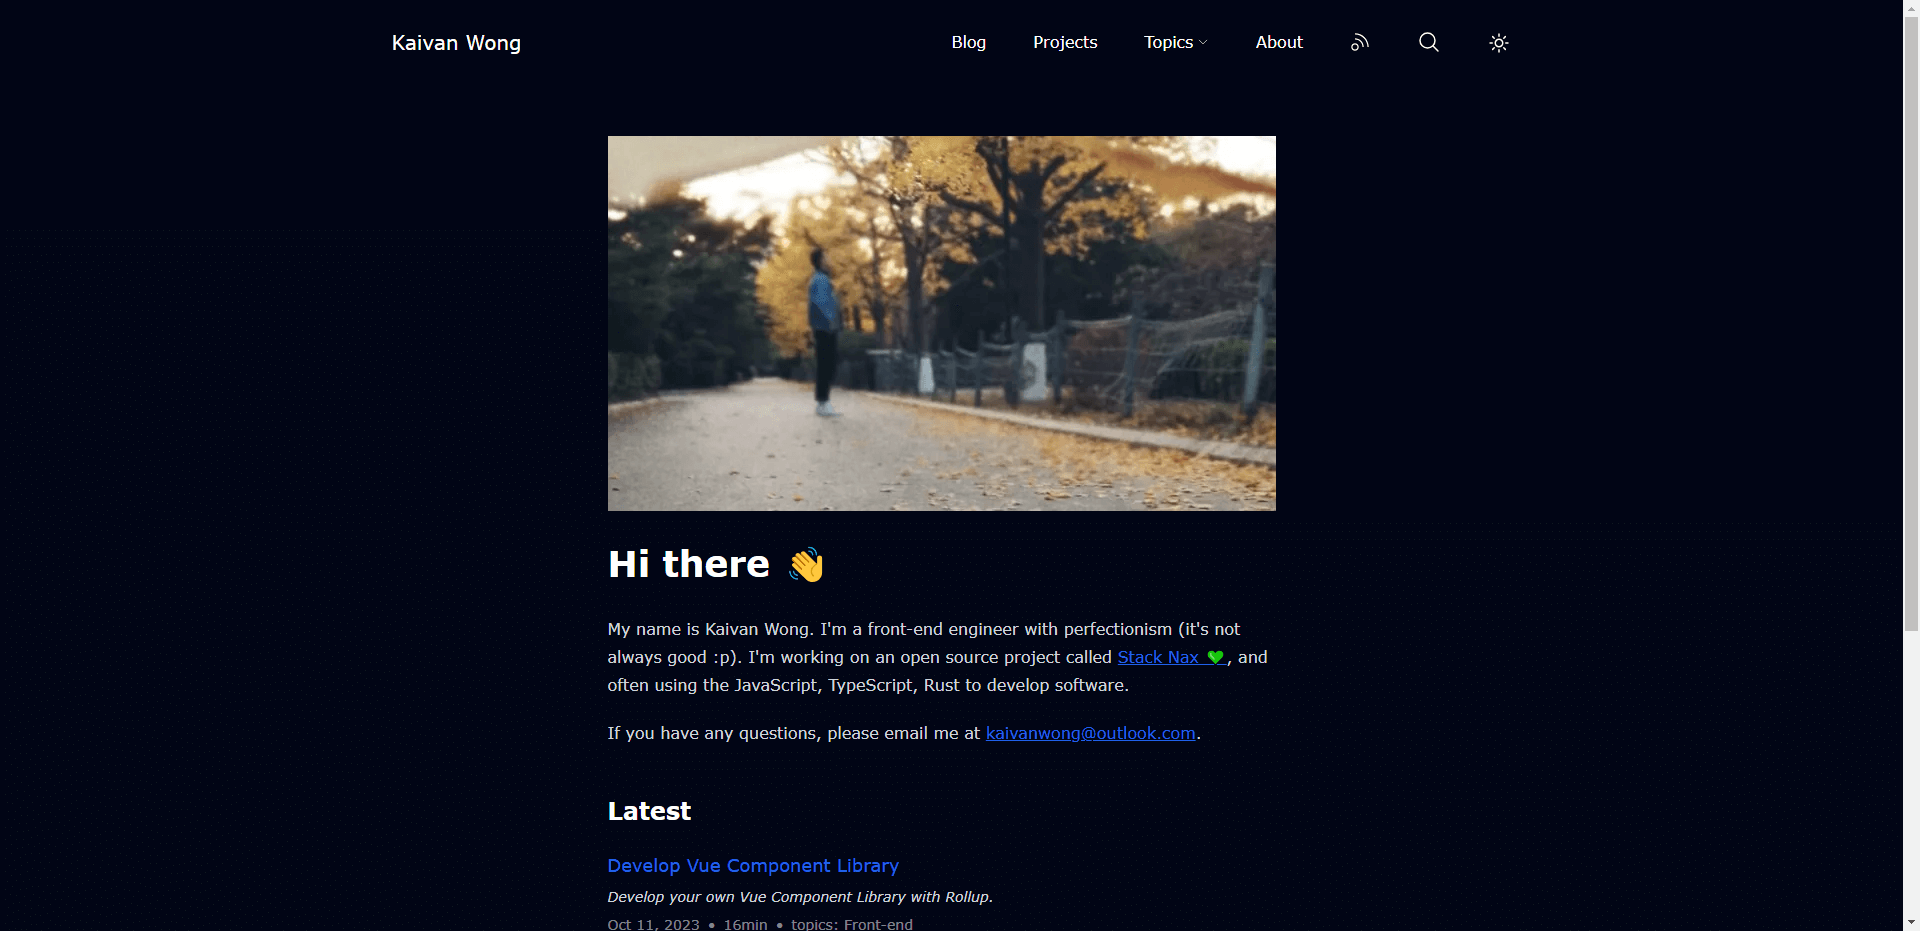 Kaivan Wong
Blog Projects Topics About
Hi there 👋
My name is Kaivan Wong. I'm a front-end engineer with perfectionism (it's not
always good :p). I'm working on an open source project called Stack Nax 💚, and
often using the JavaScript, TypeScript, Rust to develop software.
If you have any questions, please email me at kaivanwong@outlook.com.
Latest
Develop Vue Component Library
Develop your own Vue Component Library with Rollup.
Oct 11, 2023 • 16min • topics: Front-end